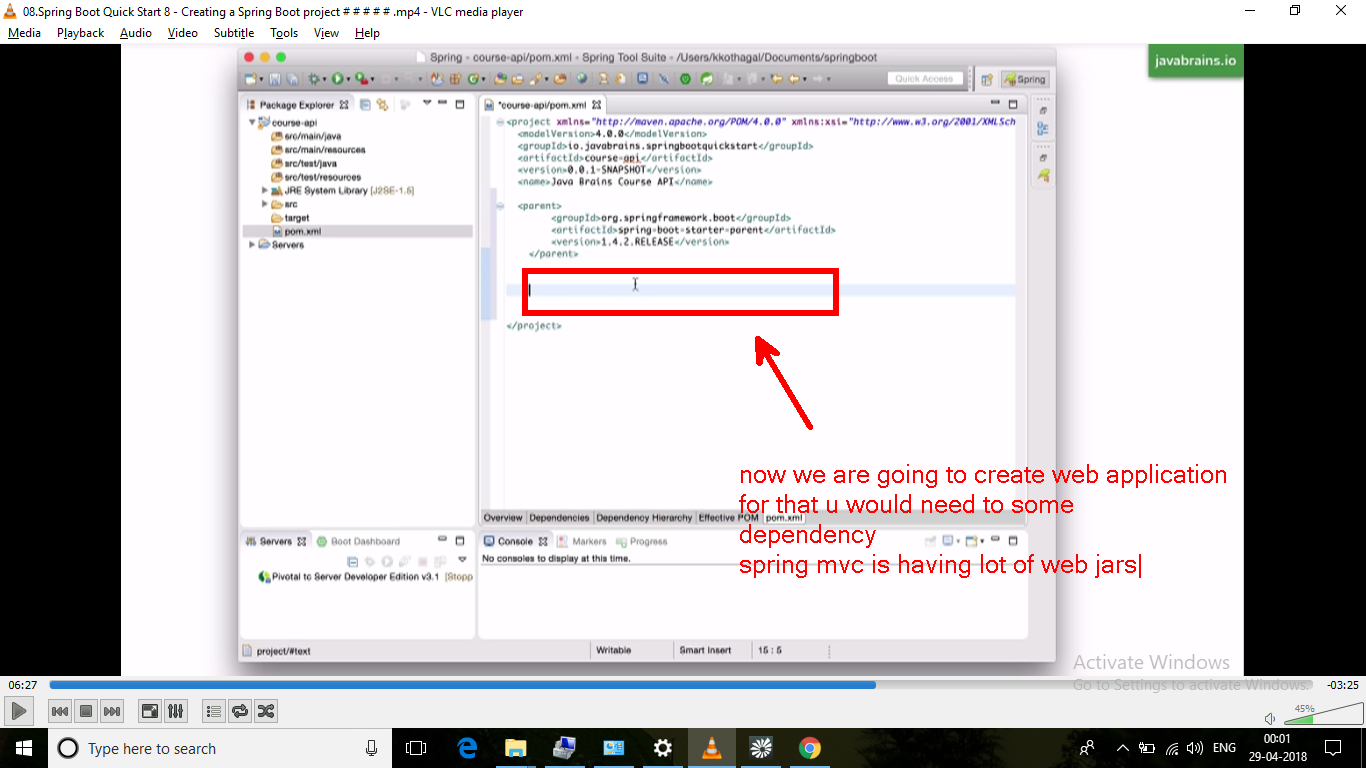 08.Spring Boot Quick Start 8 - Creating a Spring Boot project # # # # # .mp4 - VLC media player
Media Playback Audio Video Subtitle Tools View Help
Spring - course-api/pom.xml - Spring Tool Suite - /Users/kkothagal/Documents/springboot
javabrains.io
Quick Access
Spring
Package Explorer
*course-api/pom.xml
course-api
src/main/java
src/main/resources
src/test/java
src/test/resources
JRE System Library [J2SE-1.5]
src
target
pom.xml
Servers
<project xmlns="http://maven.apache.org/POM/4.0.0" xmlns:xsi="http://www.w3.org/2001/XMLSch
<modelVersion>4.0.0</modelVersion>
<groupId>io.javabrains.springbootquickstart</groupId>
<artifactId>course-api</artifactId>
<version>0.0.1-SNAPSHOT</version>
<name>Java Brains Course API</name>
<parent>
<groupId>org.springframework.boot</groupId>
<artifactId>spring-boot-starter-parent</artifactId>
<version>1.4.2.RELEASE</version>
</parent>
</project>
now we are going to create web application
for that u would need to some
dependency
spring mvc is having lot of web jars
Overview Dependencies Dependency Hierarchy Effective POM pom.xml
Servers Boot Dashboard
Pivotal tc Server Developer Edition v3.1 [Stopp
Console Markers Progress
No consoles to display at this time.
project/#text
Writable
Smart Insert
15 : 5
Activate Windows
Go to Settings to activate Windows.
06:27
-03:25
45%
Type here to search
ENG
00:01
29-04-2018